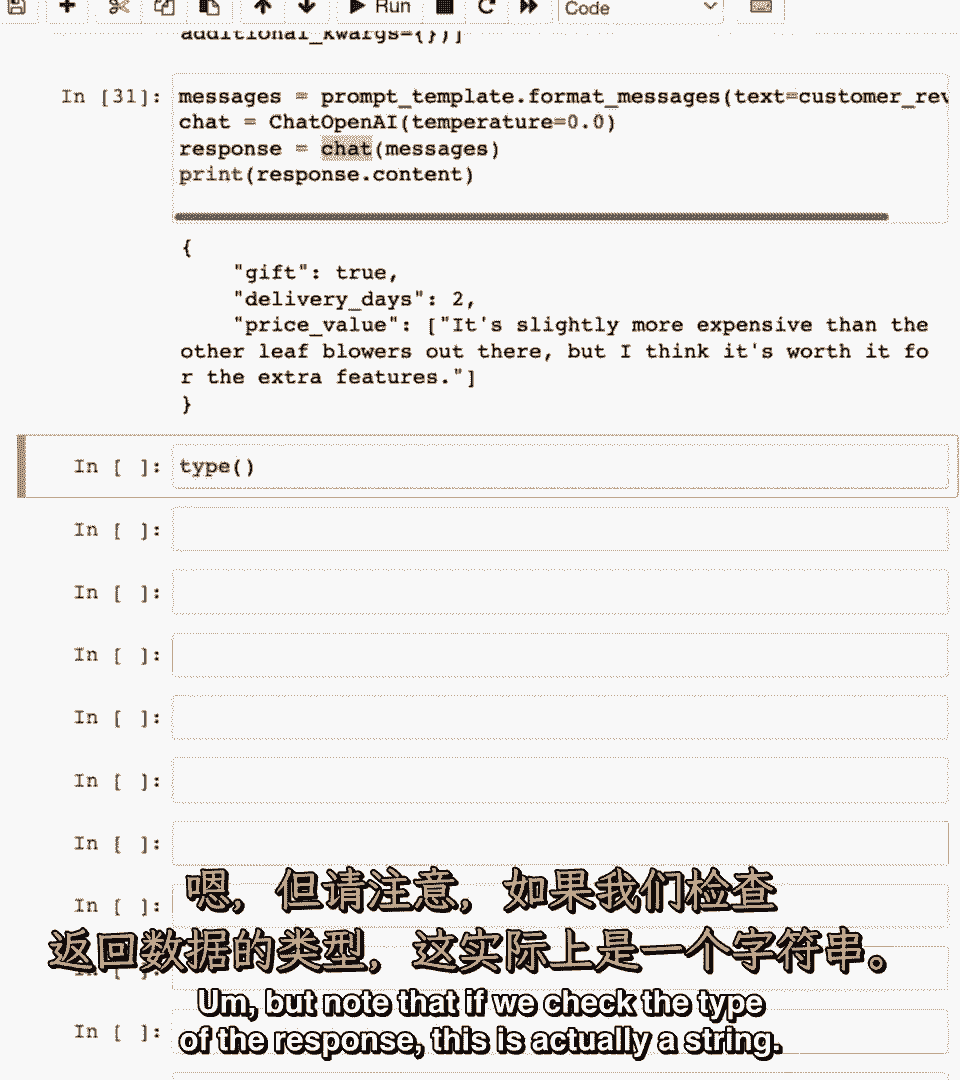 Run
Code
additional_kwargs={})]
In [31]:
messages = prompt_template.format_messages(text=customer_rev
chat = ChatOpenAI(temperature=0.0)
response = chat(messages)
print(response.content)
{
"gift": true,
"delivery_days": 2,
"price_value": ["It's slightly more expensive than the
other leaf blowers out there, but I think it's worth it fo
r the extra features."]
}
In [ ]: type()
In [ ]:
In [ ]:
In [ ]:
In [ ]:
In [ ]:
In [ ]:
嗯，但请注意，如果我们检查
In [ ]:
返回数据的类型，这实际上是一个字符串。
In [ ]:
Um, but note that if we check the type
In [ ]:
of the response, this is actually a string.